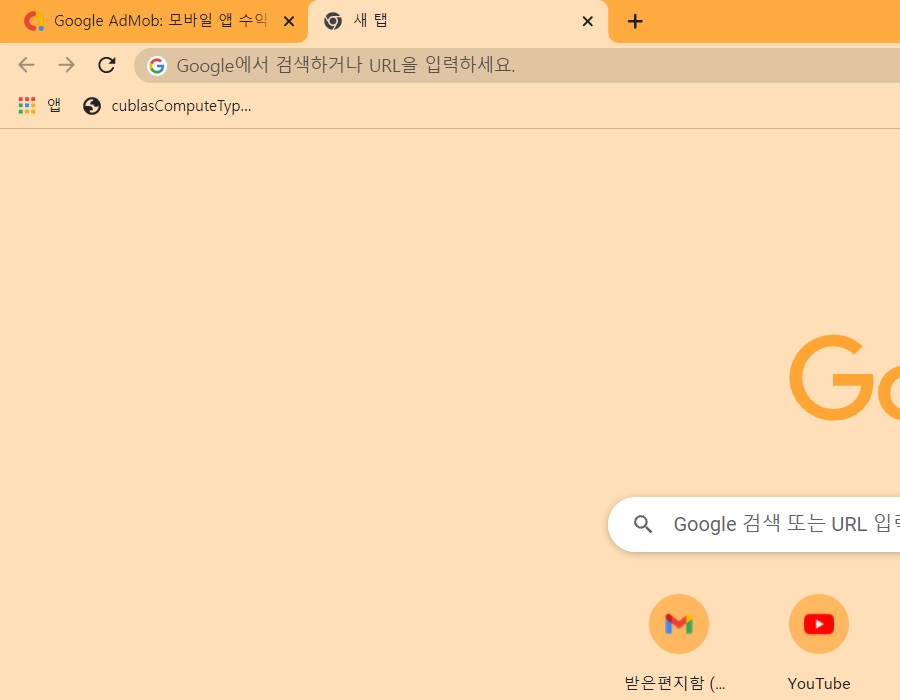 Google AdMob: 모바일 앱 수익
새 탭
Google에서 검색하거나 URL을 입력하세요.
앱
cublasComputeTyp...
Go
Google 검색 또는 URL 입력
받은편지함 (...
YouTube